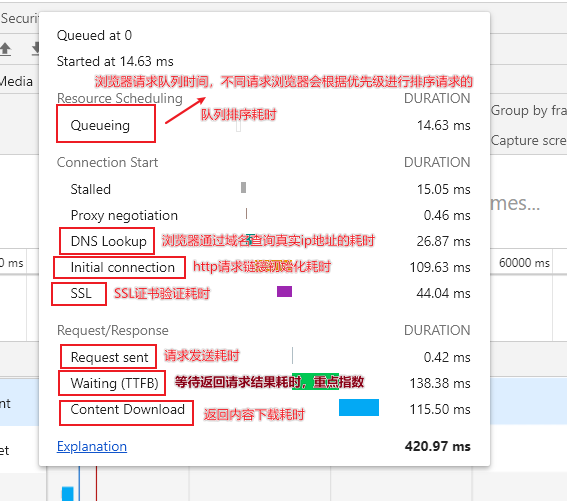 Securi
Queued at 0
Started at 14.63 ms
浏览器请求队列时间，不同请求浏览器会根据优先级进行排序请求的
Media
Resource Scheduling DURATION
Group by fra
队列排序耗时
Queueing 14.63 ms
Capture scre
Connection Start DURATION
Stalled 15.05 ms
mes...
Proxy negotiation 0.46 ms
DNS Lookup 浏览器通过域名查询真实ip地址的耗时 26.87 ms
0 ms
Initial connection http请求链接初始化耗时 109.63 ms
60000 ms
SSL SSL证书验证耗时 44.04 ms
Request/Response DURATION
Request sent 请求发送耗时 0.42 ms
Waiting (TTFB) 等待返回请求结果耗时，重点指数 138.38 ms
nt
Content Download 返回内容下载耗时 115.50 ms
et
Explanation 420.97 ms